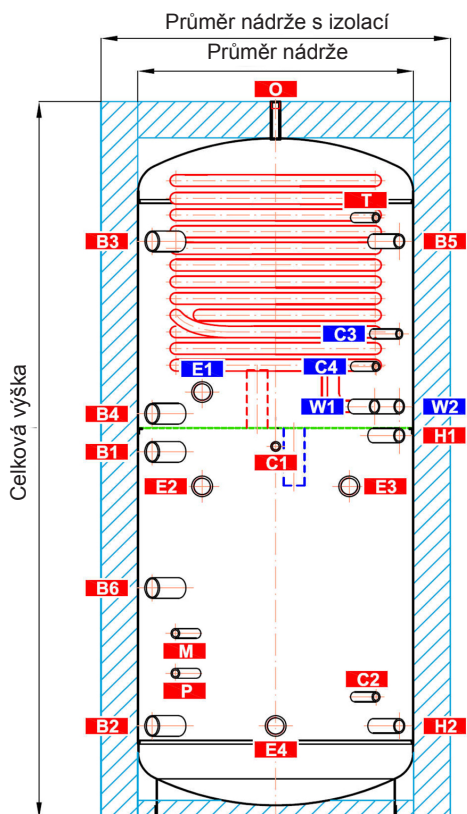 Průměr nádrže s izolací
Průměr nádrže
O
T
B3
B5
C3
C4
E1
W1
W2
B4
H1
B1
C1
E2
E3
B6
M
P
C2
B2
H2
E4
Celková výška